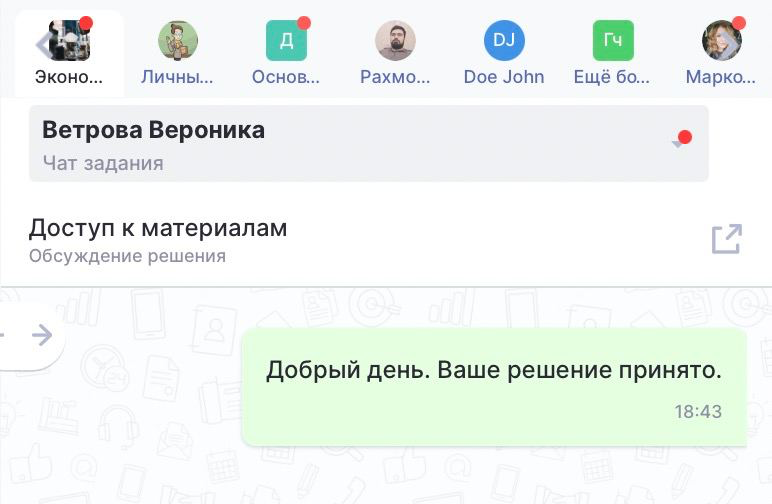 Д
DJ
Гч
Эконо...
Личны...
Основ...
Рахмо...
Doe John
Ещё бо...
Марко...
Ветрова Вероника
Чат задания
Доступ к материалам
Обсуждение решения
Добрый день. Ваше решение принято.
18:43